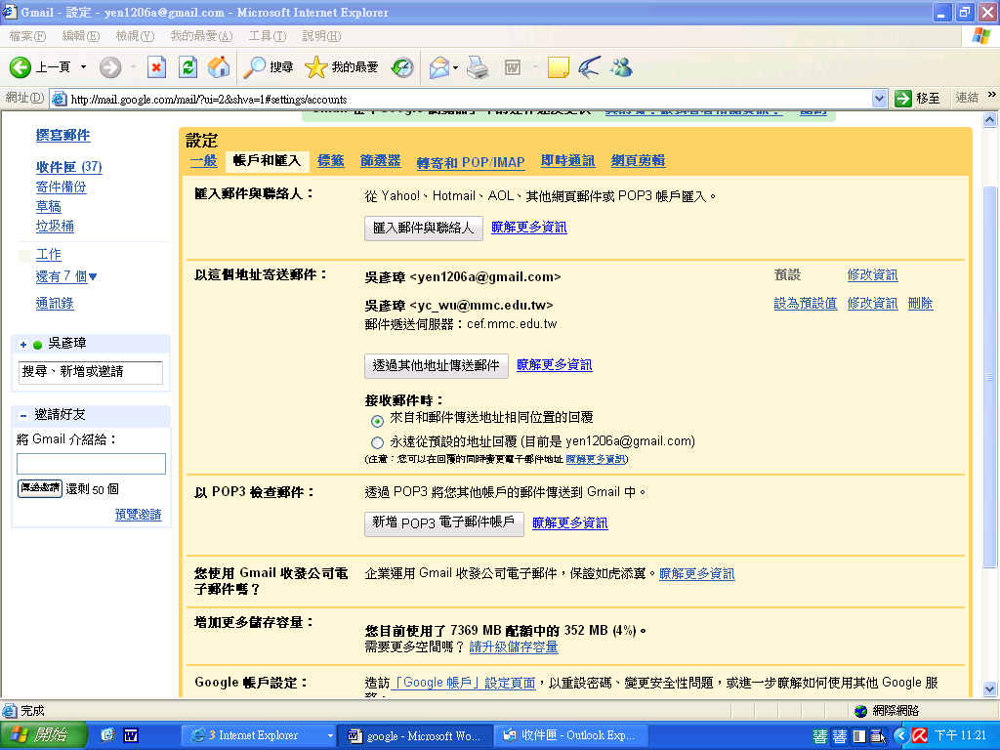 Gmail - 設定 - yen1206a@gmail.com - Microsoft Internet Explorer
檔案(F) 編輯(E) 檢視(V) 我的最愛(A) 工具(T) 說明(H)
上一頁 搜尋 我的最愛
網址(D) http://mail.google.com/mail/?ui=2&shva=1#settings/accounts 移至 連結 »
撰寫郵件
收件匣 (37)
寄件備份
草稿
垃圾桶
工作
還有 7 個▼
通訊錄
吳彥璋
搜尋、新增或邀請
邀請好友
將 Gmail 介紹給：
傳送邀請 還剩 50 個
預覽邀請
設定
一般 帳戶和匯入 標籤 篩選器 轉寄和 POP/IMAP 即時通訊 網頁剪輯
匯入郵件與聯絡人： 從 Yahoo!、Hotmail、AOL、其他網頁郵件或 POP3 帳戶匯入。
匯入郵件與聯絡人 瞭解更多資訊
以這個地址寄送郵件： 吳彥璋 <yen1206a@gmail.com> 預設 修改資訊
吳彥璋 <yc_wu@mmc.edu.tw> 設為預設值 修改資訊 刪除
郵件遞送伺服器：cef.mmc.edu.tw
透過其他地址傳送郵件 瞭解更多資訊
接收郵件時：
來自和郵件傳送地址相同位置的回覆
永遠從預設的地址回覆 (目前是 yen1206a@gmail.com)
(注意：您可以在回覆的同時變更電子郵件地址 瞭解更多資訊)
以 POP3 檢查郵件： 透過 POP3 將您其他帳戶的郵件傳送到 Gmail 中。
新增 POP3 電子郵件帳戶 瞭解更多資訊
您使用 Gmail 收發公司電 企業運用 Gmail 收發公司電子郵件，保證如虎添翼。瞭解更多資訊
子郵件嗎？
增加更多儲存容量： 您目前使用了 7369 MB 配額中的 352 MB (4%)。
需要更多空間嗎？ 請升級儲存容量
Google 帳戶設定： 造訪「Google 帳戶」設定頁面，以重設密碼、變更安全性問題，或進一步瞭解如何使用其他 Google 服
務。
完成 網際網路
開始 3 Internet Explorer google - Microsoft Wo... 收件匣 - Outlook Exp... 下午 11:21